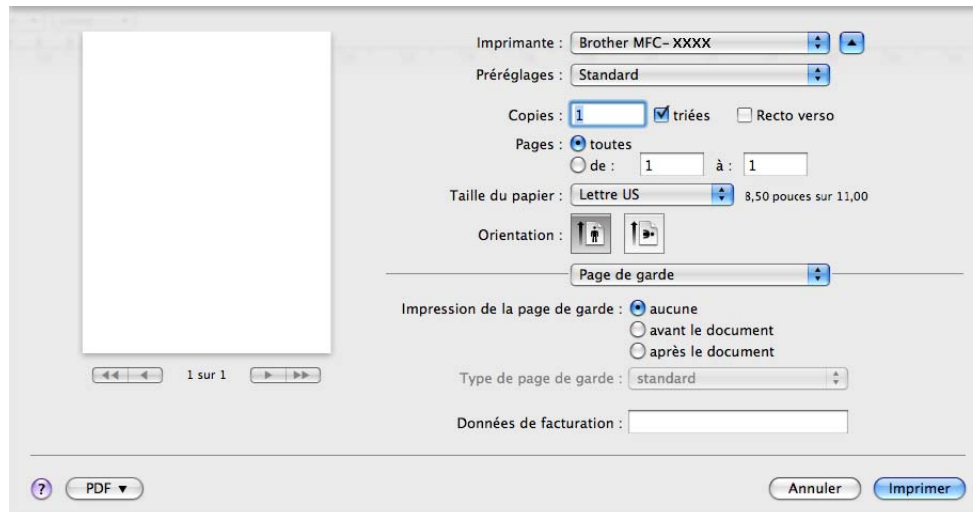 Imprimante : Brother MFC-XXXX
Préréglages : Standard
Copies : 1 triées Recto verso
Pages : toutes
de : 1 à : 1
Taille du papier : Lettre US 8,50 pouces sur 11,00
Orientation :
Page de garde
Impression de la page de garde : aucune
avant le document
après le document
1 sur 1
Type de page de garde : standard
Données de facturation :
? PDF Annuler Imprimer